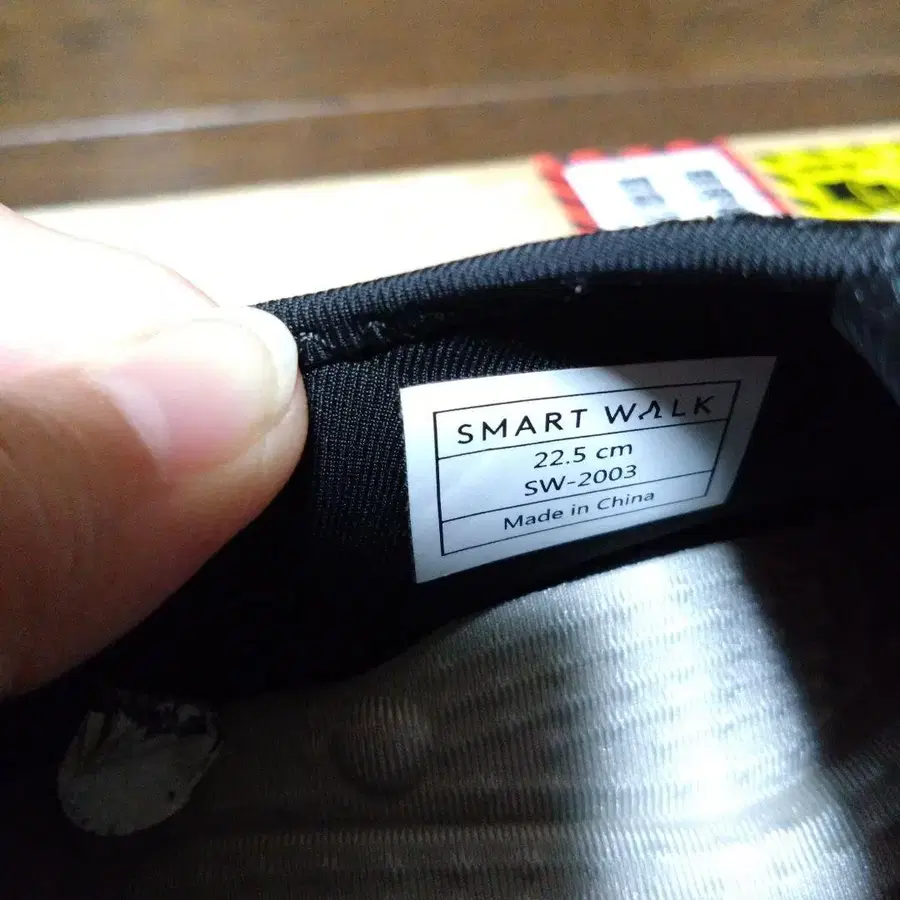 SMART WALK
22.5 cm
SW-2003
Made in China